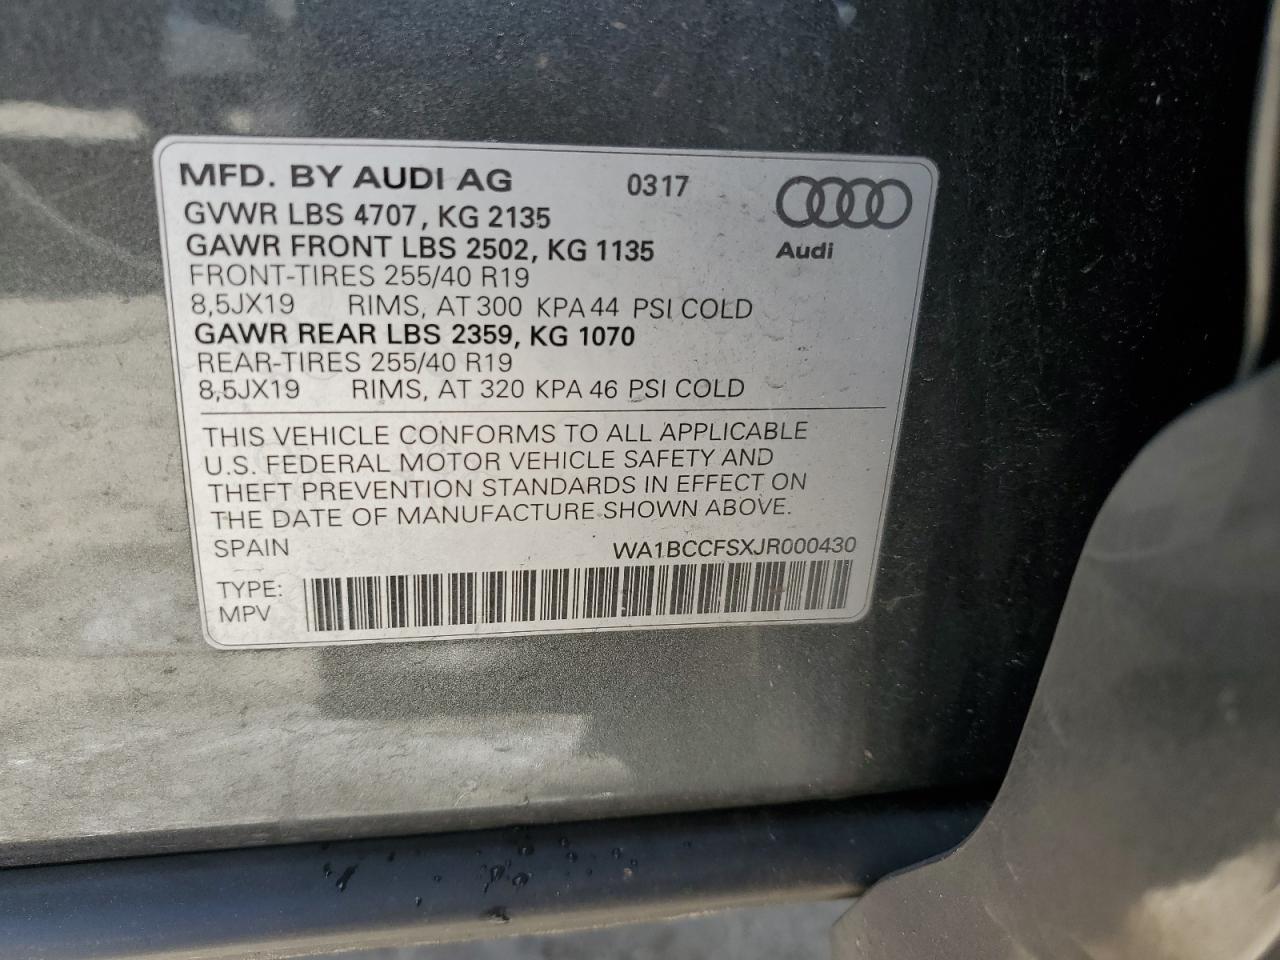 MFD. BY AUDI AG 0317
GVWR LBS 4707, KG 2135
GAWR FRONT LBS 2502, KG 1135
Audi
FRONT-TIRES 255/40 R19
8,5JX19 RIMS, AT 300 KPA 44 PSI COLD
GAWR REAR LBS 2359, KG 1070
REAR-TIRES 255/40 R19
8,5JX19 RIMS, AT 320 KPA 46 PSI COLD
THIS VEHICLE CONFORMS TO ALL APPLICABLE
U.S. FEDERAL MOTOR VEHICLE SAFETY AND
THEFT PREVENTION STANDARDS IN EFFECT ON
THE DATE OF MANUFACTURE SHOWN ABOVE.
SPAIN WA1BCCFSXJR000430
TYPE:
MPV